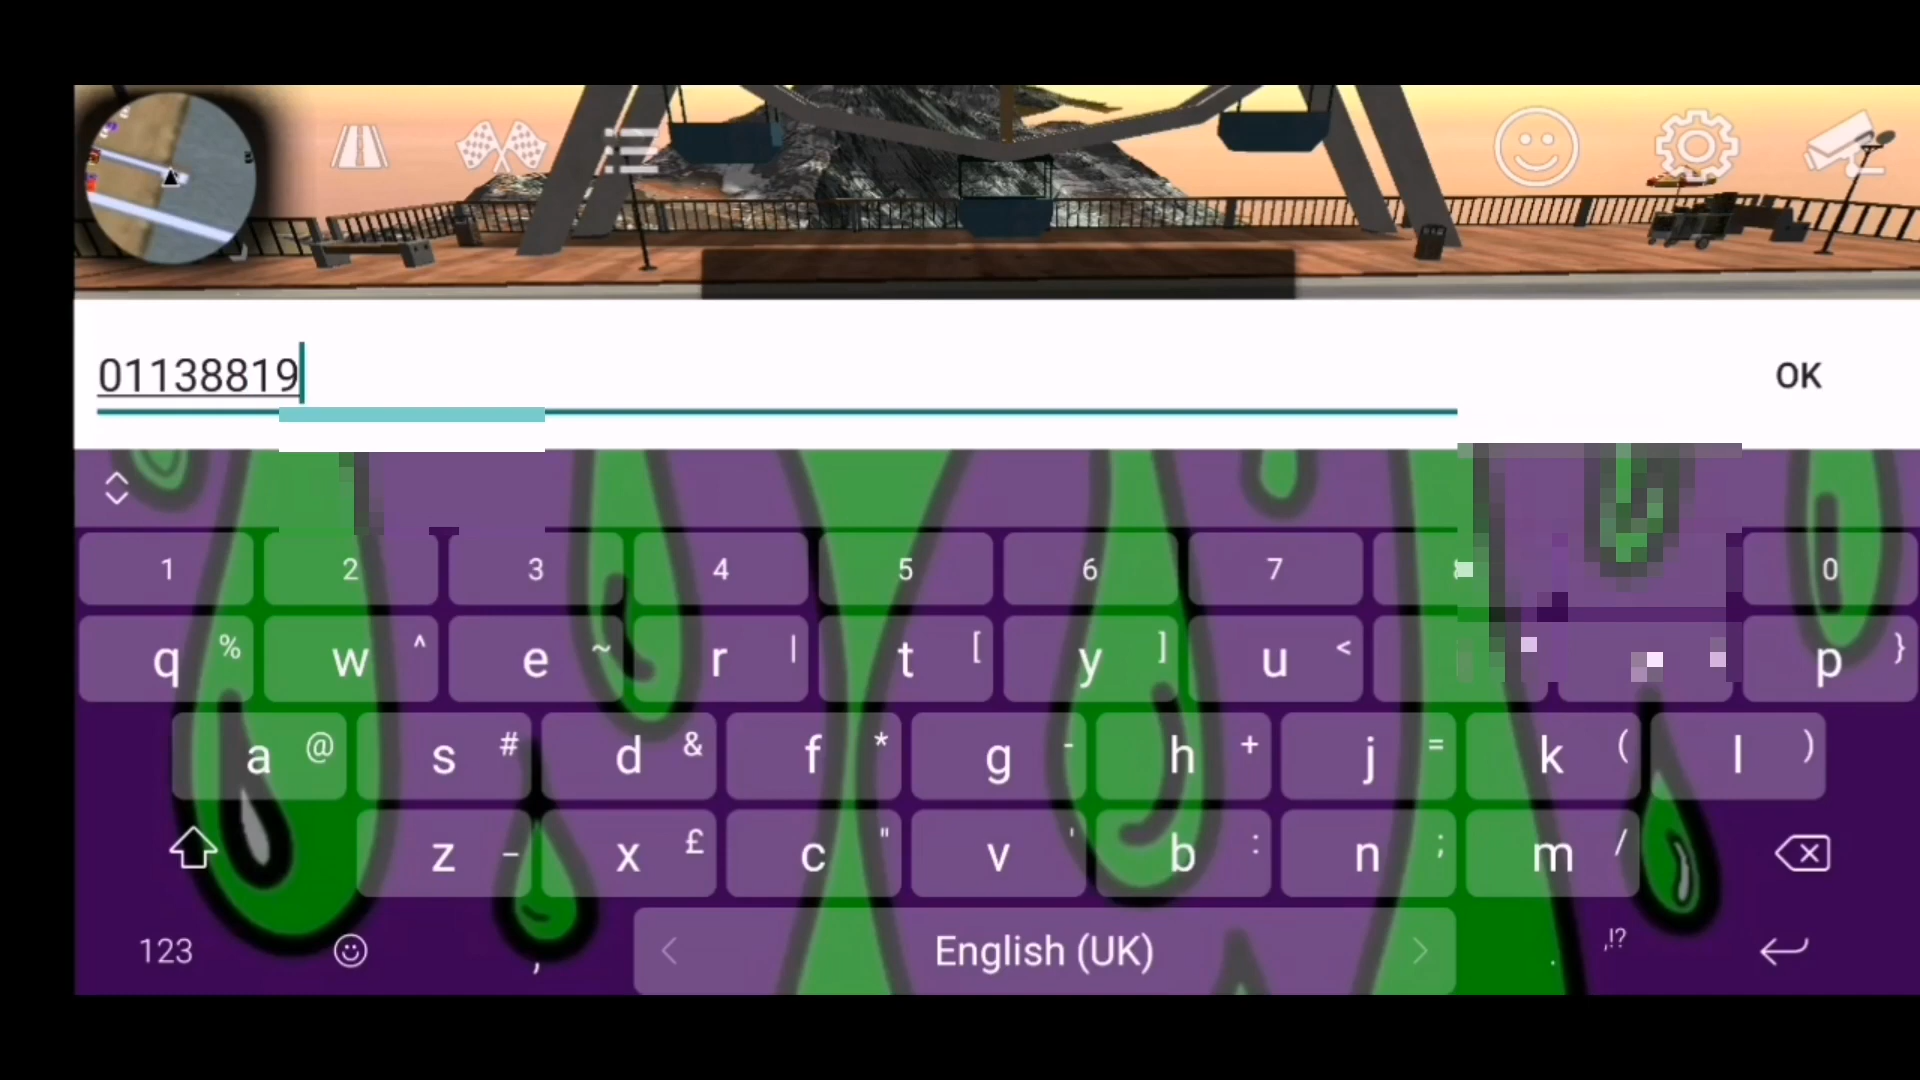 01138819
OK
1 2 3 4 5 6 7 0
q % w ^ e ~ r | t [ y ] u < p }
a @ s # d & f * g - h + j = k ( l )
z _ x £ c " v ' b : n ; m /
123 , < English (UK) > . ,!?